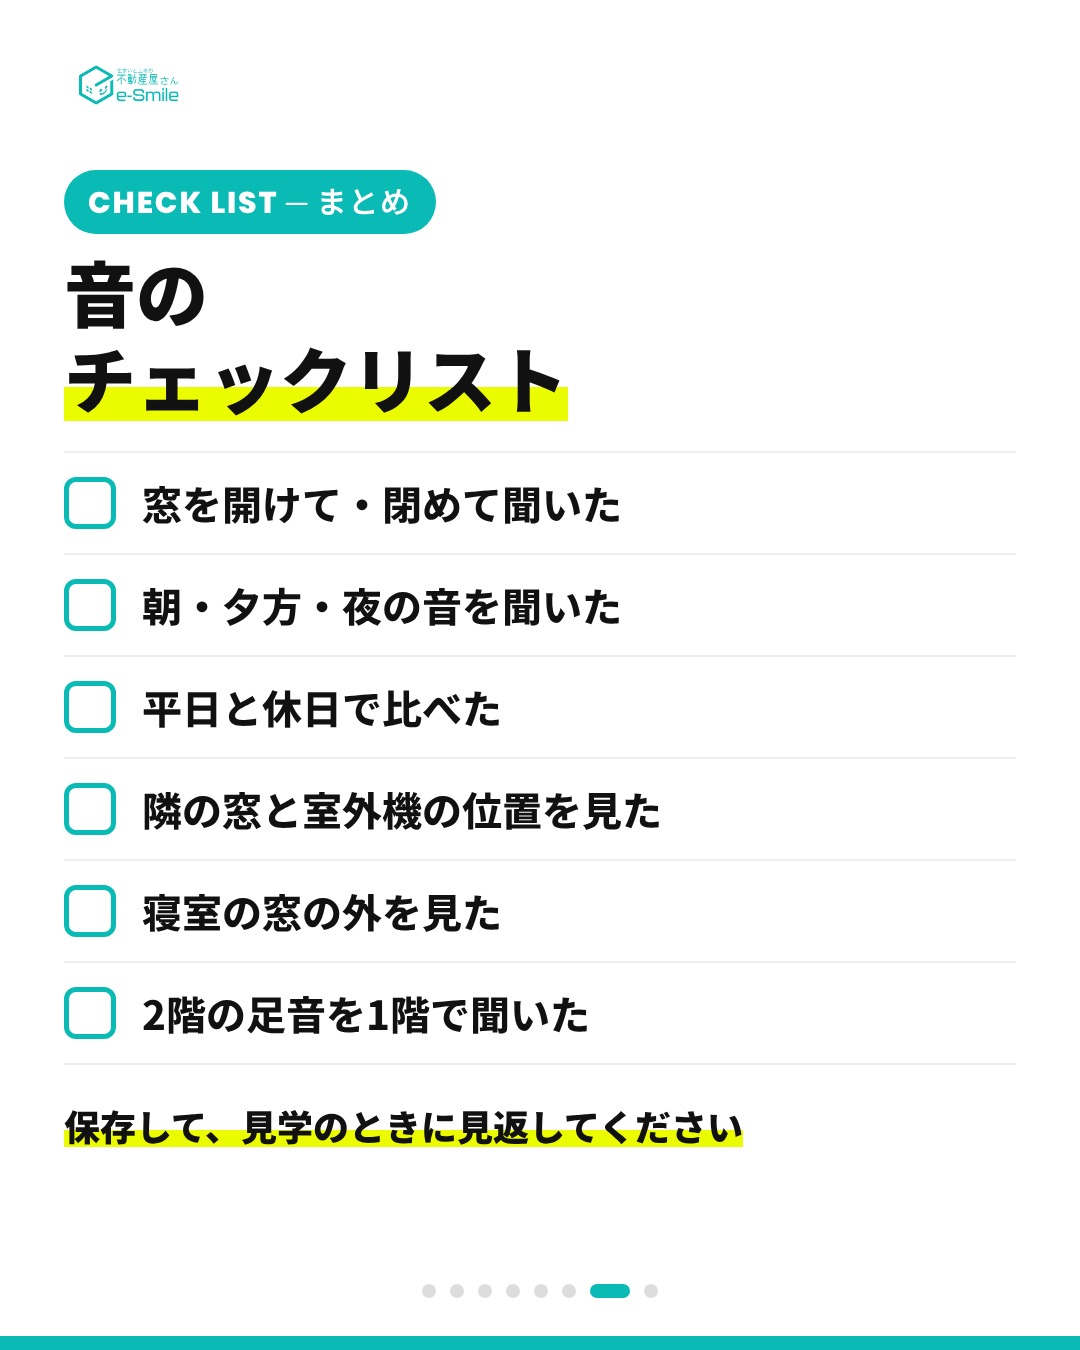 不動産屋さん
e-Smile
CHECK LIST — まとめ
音の
チェックリスト
窓を開けて・閉めて聞いた
朝・夕方・夜の音を聞いた
平日と休日で比べた
隣の窓と室外機の位置を見た
寝室の窓の外を見た
2階の足音を1階で聞いた
保存して、見学のときに見返してください